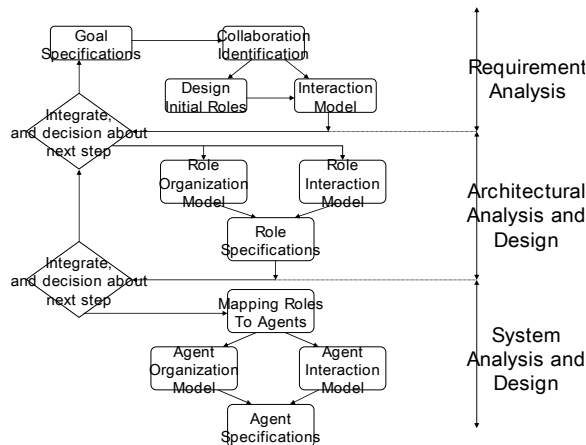 Goal
Specifications
Collaboration
Identification
Design
Initial Roles
Interaction
Model
Requirement
Analysis
Integrate,
and decision about
next step
Role
Organization
Model
Role
Interaction
Model
Role
Specifications
Architectural
Analysis and
Design
Integrate,
and decision about
next step
Mapping Roles
To Agents
Agent
Organization
Model
Agent
Interaction
Model
Agent
Specifications
System
Analysis and
Design